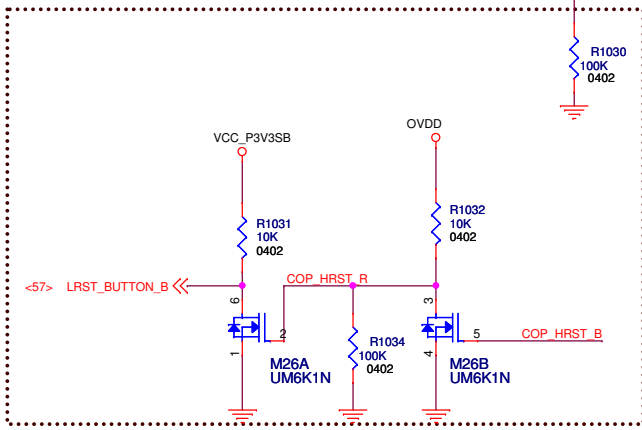 R1030
100K
0402
VCC_P3V3SB
OVDD
R1031
10K
0402
R1032
10K
0402
<57> LRST_BUTTON_B
COP_HRST_R
6
3
2
5
COP_HRST_B
1
4
R1034
100K
0402
M26A
UM6K1N
M26B
UM6K1N